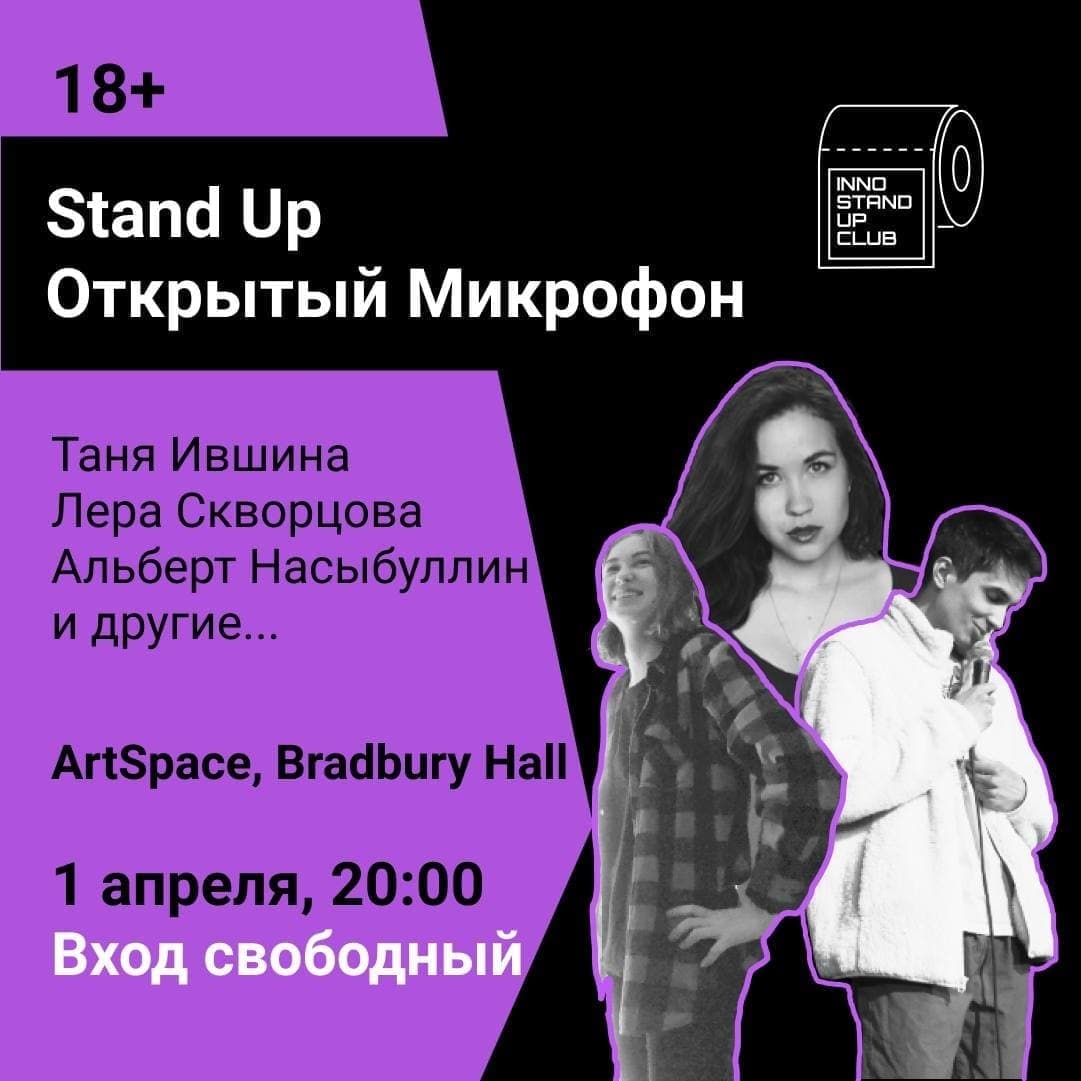 18+
INNO
STAND
UP
CLUB
Stand Up
Открытый Микрофон
Таня Ившина
Лера Скворцова
Альберт Насыбуллин
и другие...
ArtSpace, Bradbury Hall
1 апреля, 20:00
Вход свободный